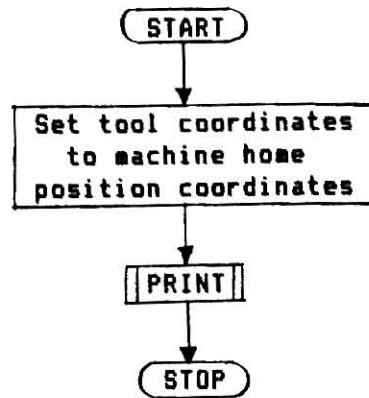 START
Set tool coordinates
to machine home
position coordinates
PRINT
STOP